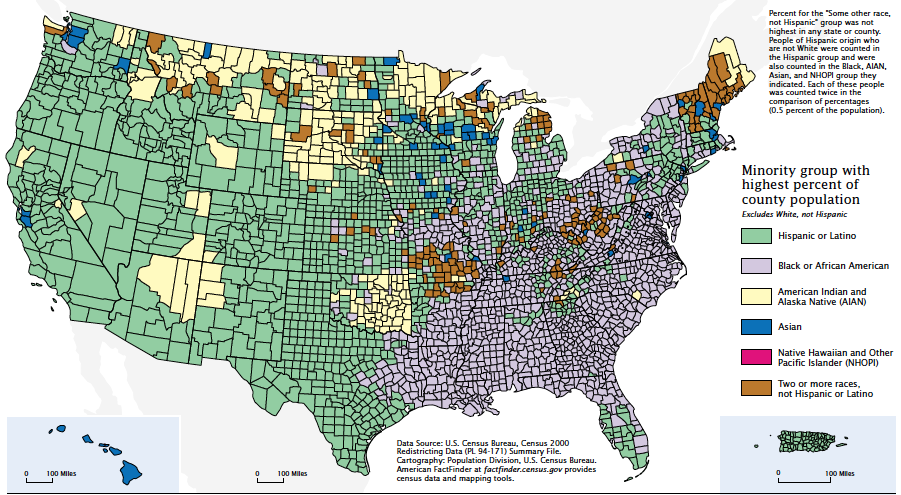 Percent for the "Some other race,
not Hispanic" group was not
highest in any state or county.
People of Hispanic origin who
are not White were counted in
the Hispanic group and were
also counted in the Black, AIAN,
Asian, and NHOPI group they
indicated. Each of these people
was counted twice in the
comparison of percentages
(0.5 percent of the population).
Minority group with
highest percent of
county population
Excludes White, not Hispanic
Hispanic or Latino
Black or African American
American Indian and
Alaska Native (AIAN)
Asian
Native Hawaiian and Other
Pacific Islander (NHOPI)
Two or more races,
not Hispanic or Latino
Data Source: U.S. Census Bureau, Census 2000
Redistricting Data (PL 94-171) Summary File.
Cartography: Population Division, U.S. Census Bureau.
American FactFinder at factfinder.census.gov provides
census data and mapping tools.
0 100 Miles
0 100 Miles
0 100 Miles